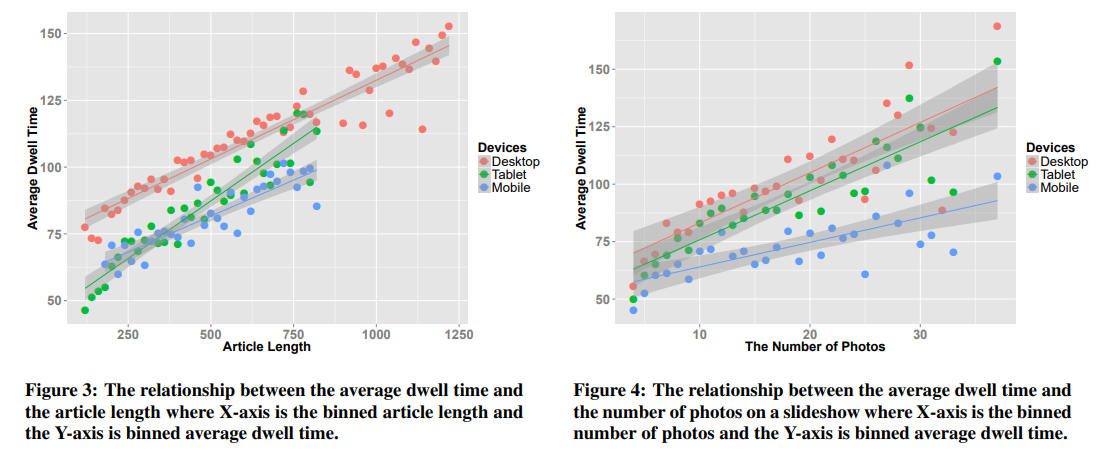 150
125
100
75
50
Average Dwell Time
250
500
750
1000
1250
Article Length
Devices
Desktop
Tablet
Mobile
Figure 3: The relationship between the average dwell time and
the article length where X-axis is the binned article length and
the Y-axis is binned average dwell time.
150
125
100
75
50
Average Dwell Time
10
20
30
The Number of Photos
Devices
Desktop
Tablet
Mobile
Figure 4: The relationship between the average dwell time and
the number of photos on a slideshow where X-axis is the binned
number of photos and the Y-axis is binned average dwell time.